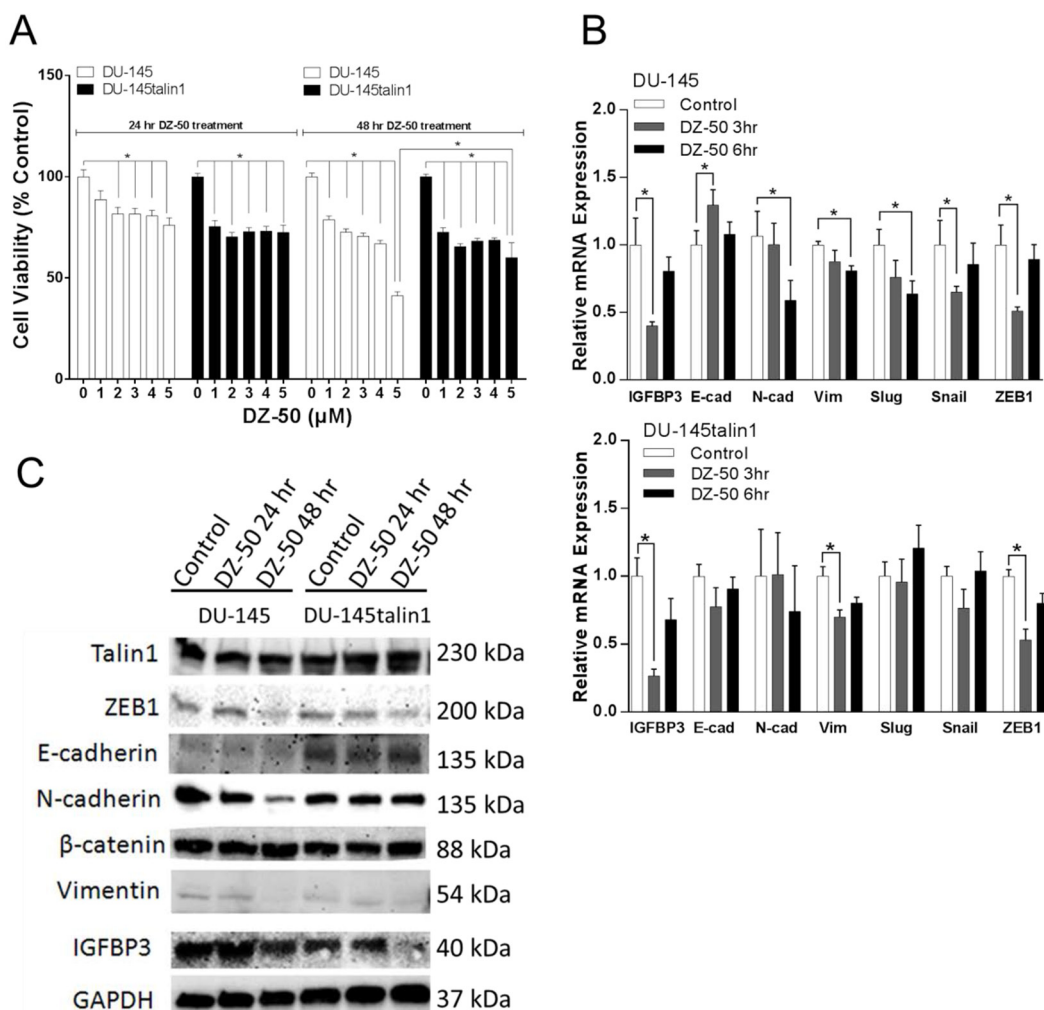 A
150
100
50
0
Cell Viability (% Control)
DU-145
DU-145talin1
DU-145
DU-145talin1
24 hr DZ-50 treatment
48 hr DZ-50 treatment
*
*
*
*
*
0 1 2 3 4 5 0 1 2 3 4 5 0 1 2 3 4 5 0 1 2 3 4 5
DZ-50 (µM)
B
DU-145
Control
DZ-50 3hr
DZ-50 6hr
Relative mRNA Expression
2.0
1.5
1.0
0.5
0.0
* * * * * * *
IGFBP3 E-cad N-cad Vim Slug Snail ZEB1
DU-145talin1
Control
DZ-50 3hr
DZ-50 6hr
Relative mRNA Expression
2.0
1.5
1.0
0.5
0.0
* * *
IGFBP3 E-cad N-cad Vim Slug Snail ZEB1
C
Control
DZ-50 24 hr
DZ-50 48 hr
Control
DZ-50 24 hr
DZ-50 48 hr
DU-145 DU-145talin1
Talin1 230 kDa
ZEB1 200 kDa
E-cadherin 135 kDa
N-cadherin 135 kDa
β-catenin 88 kDa
Vimentin 54 kDa
IGFBP3 40 kDa
GAPDH 37 kDa